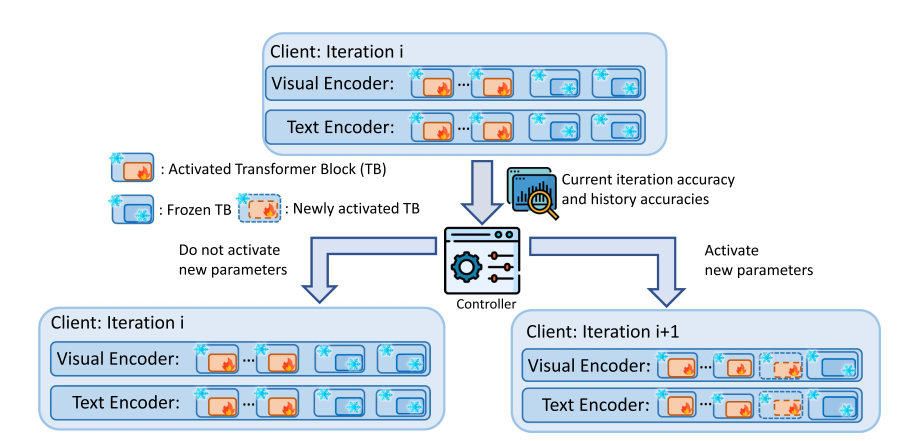 Client: Iteration i
Visual Encoder: ...
Text Encoder: ...
: Activated Transformer Block (TB)
: Frozen TB
: Newly activated TB
Current iteration accuracy
and history accuracies
Do not activate
new parameters
Activate
new parameters
Controller
Client: Iteration i
Visual Encoder: ...
Text Encoder: ...
Client: Iteration i+1
Visual Encoder: ...
Text Encoder: ...